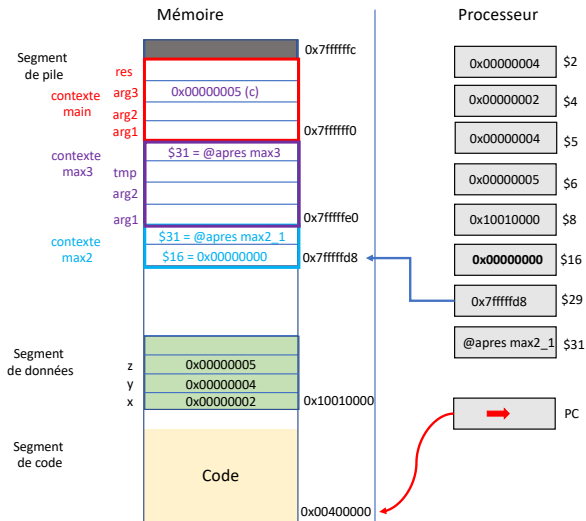 Mémoire
Processeur
0x7ffffffc
Segment
de pile
res
contexte
main
arg3
0x00000005 (c)
arg2
arg1
0x7ffffff0
contexte
max3
$31 = @apres max3
tmp
arg2
arg1
0x7fffffe0
contexte
max2
$31 = @apres max2_1
$16 = 0x00000000
0x7fffffd8
Segment
de données
z
0x00000005
y
0x00000004
x
0x00000002
0x10010000
Segment
de code
Code
0x00400000
0x00000004
$2
0x00000002
$4
0x00000004
$5
0x00000005
$6
0x10010000
$8
0x00000000
$16
0x7fffffd8
$29
@apres max2_1
$31
PC